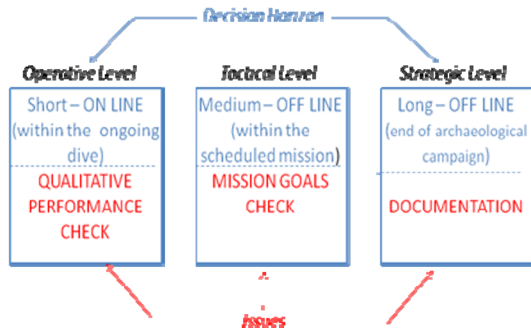 Decision Horizon
Operative Level
Tactical Level
Strategic Level
Short – ON LINE
(within the ongoing
dive)
QUALITATIVE
PERFORMANCE
CHECK
Medium – OFF LINE
(within the
scheduled mission)
MISSION GOALS
CHECK
Long – OFF LINE
(end of archaeological
campaign)
DOCUMENTATION
Issues